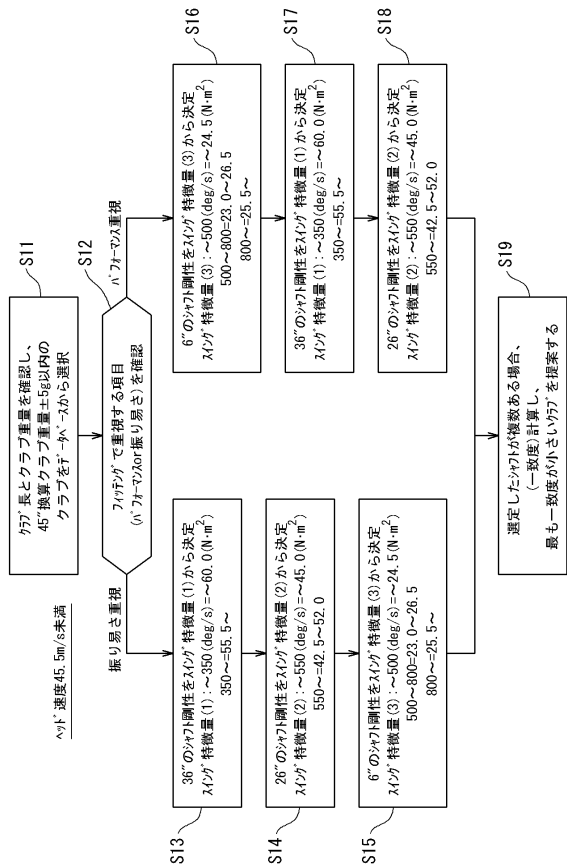 ヘッド速度45.5m/s未満
S11
クラブ長とクラブ重量を確認し、
45″換算クラブ重量±5g以内の
クラブをデータベースから選択
S12
フィッティングで重視する項目
(パフォーマンスor振り易さ)を確認
振り易さ重視
パフォーマンス重視
S13
36″のシャフト剛性をスイング特徴量(1)から決定
スイング特徴量(1):~350(deg/s)=~60.0(N·m²)
350~=55.5~
S14
26″のシャフト剛性をスイング特徴量(2)から決定
スイング特徴量(2):~550(deg/s)=~45.0(N·m²)
550~=42.5~52.0
S15
6″のシャフト剛性をスイング特徴量(3)から決定
スイング特徴量(3):~500(deg/s)=~24.5(N·m²)
500~800=23.0~26.5
800~=25.5~
S16
6″のシャフト剛性をスイング特徴量(3)から決定
スイング特徴量(3):~500(deg/s)=~24.5(N·m²)
500~800=23.0~26.5
800~=25.5~
S17
36″のシャフト剛性をスイング特徴量(1)から決定
スイング特徴量(1):~350(deg/s)=~60.0(N·m²)
350~=55.5~
S18
26″のシャフト剛性をスイング特徴量(2)から決定
スイング特徴量(2):~550(deg/s)=~45.0(N·m²)
550~=42.5~52.0
S19
選定したシャフトが複数ある場合、
(一致度)計算し、
最も一致度が小さいクラブを提案する